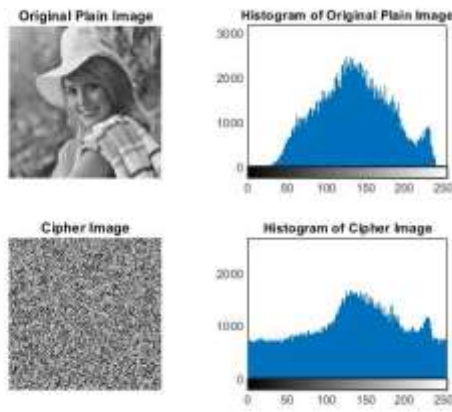 Original Plain Image
Histogram of Original Plain Image
3000
2000
1000
0
0 50 100 150 200 250
Cipher Image
Histogram of Cipher Image
2000
1000
0
0 50 100 150 200 250